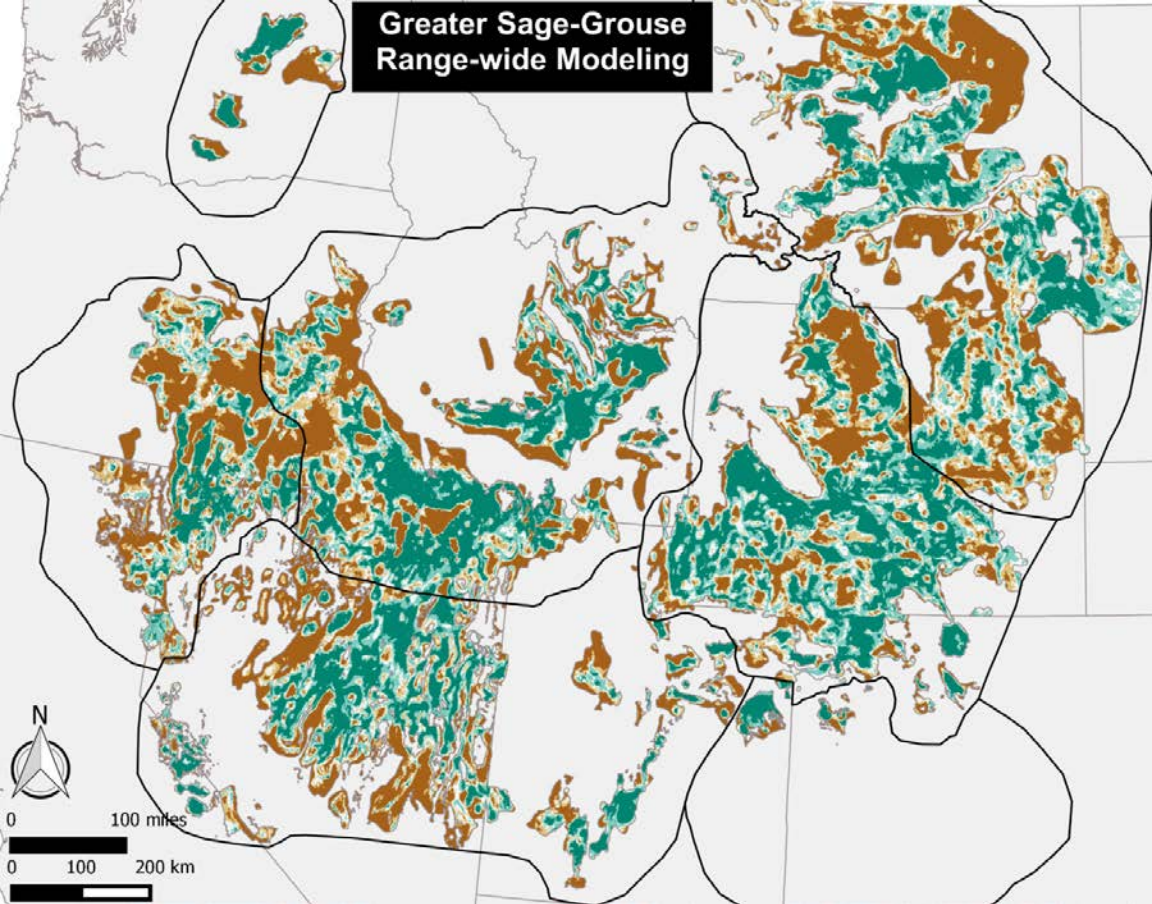 Greater Sage-Grouse
Range-wide Modeling
N
0 100 miles
0 100 200 km